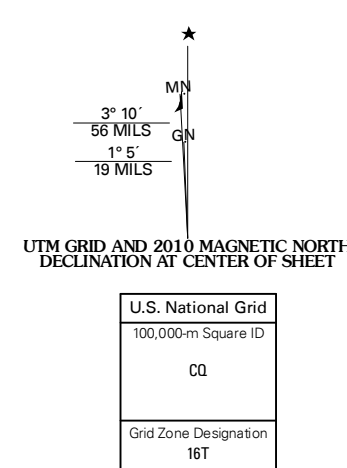 ★
MN
3° 10´
56 MILS
GN
1° 5´
19 MILS
UTM GRID AND 2010 MAGNETIC NORTH
DECLINATION AT CENTER OF SHEET
U.S. National Grid
100,000-m Square ID
CQ
Grid Zone Designation
16T